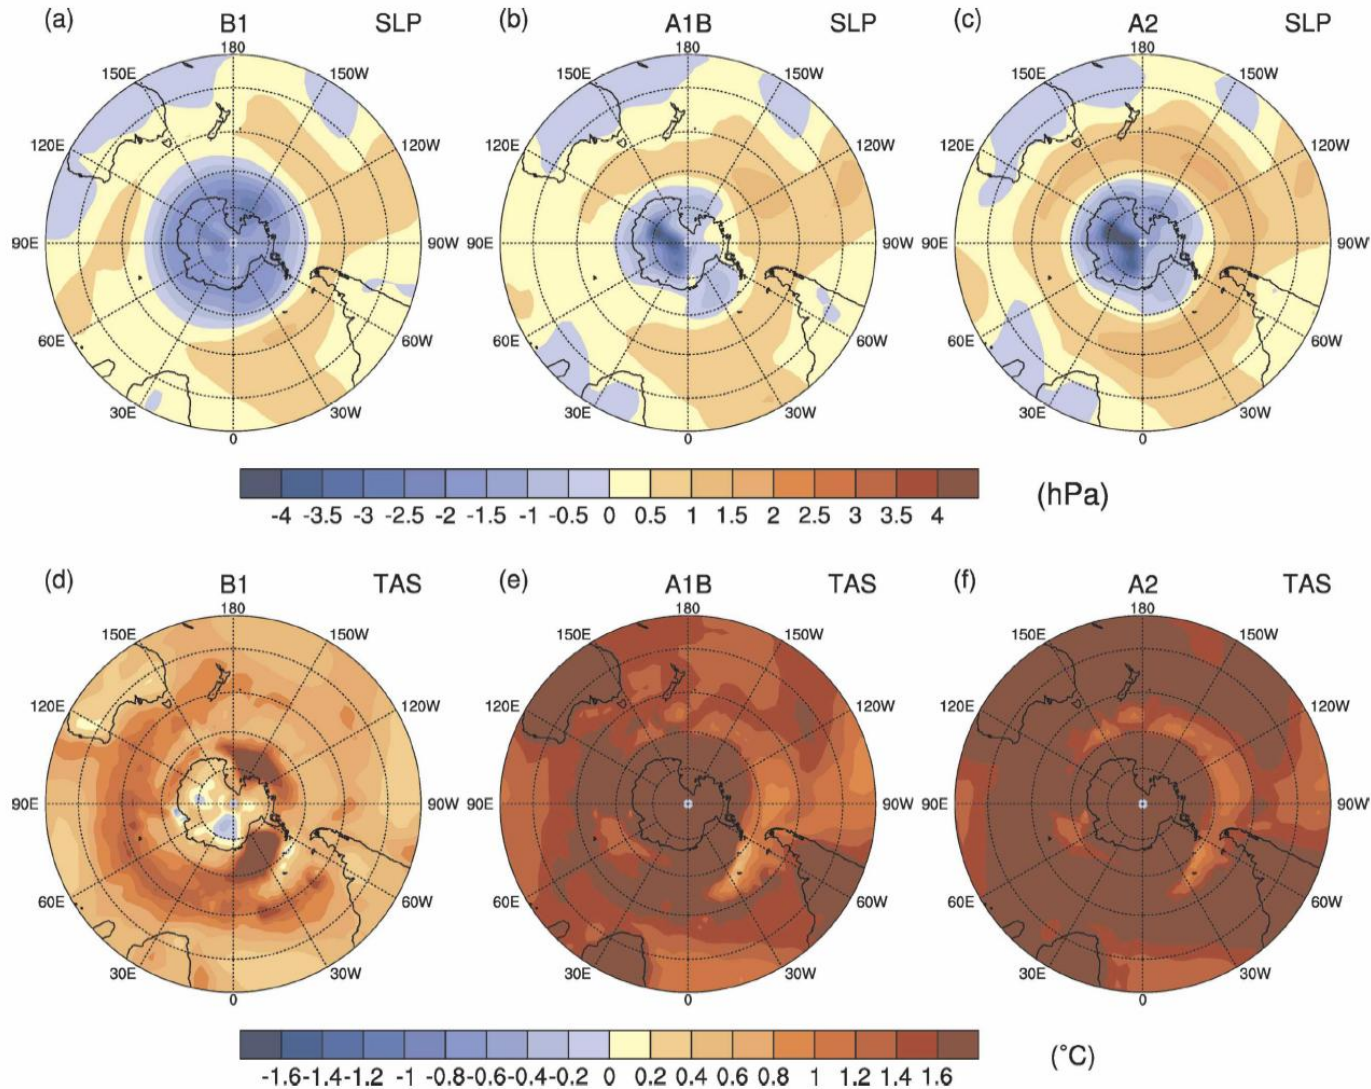 (a) B1 SLP (b) A1B SLP (c) A2 SLP
180 180 180
150E 150W 150E 150W 150E 150W
120E 120W 120E 120W 120E 120W
90E 90W 90E 90W 90E 90W
60E 60W 60E 60W 60E 60W
30E 30W 30E 30W 30E 30W
0 0 0
-4 -3.5 -3 -2.5 -2 -1.5 -1 -0.5 0 0.5 1 1.5 2 2.5 3 3.5 4 (hPa)
(d) B1 TAS (e) A1B TAS (f) A2 TAS
180 180 180
150E 150W 150E 150W 150E 150W
120E 120W 120E 120W 120E 120W
90E 90W 90E 90W 90E 90W
60E 60W 60E 60W 60E 60W
30E 30W 30E 30W 30E 30W
0 0 0
-1.6 -1.4 -1.2 -1 -0.8 -0.6 -0.4 -0.2 0 0.2 0.4 0.6 0.8 1 1.2 1.4 1.6 (°C)